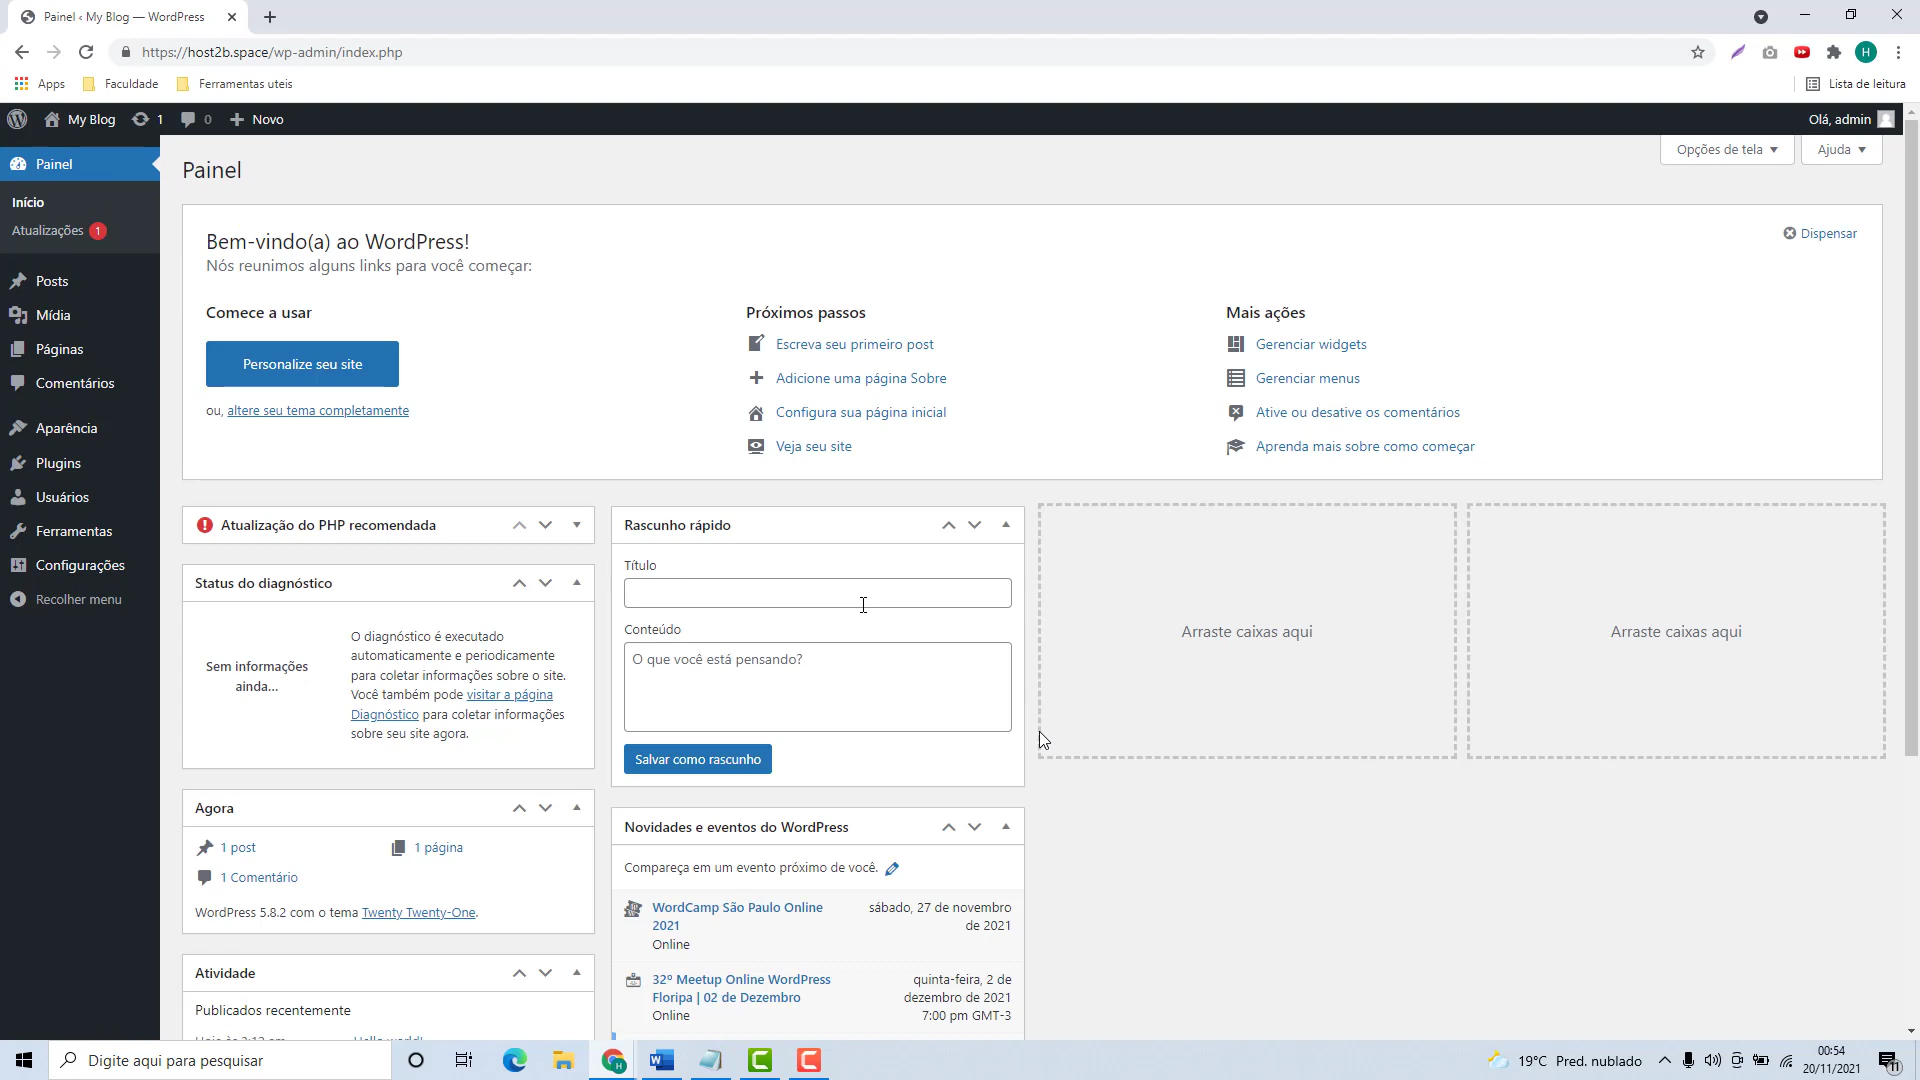 Painel ‹ My Blog — WordPress
https://host2b.space/wp-admin/index.php
H
Apps
Faculdade
Ferramentas uteis
Lista de leitura
My Blog
1
0
Novo
Olá, admin
Painel
Início
Atualizações 1
Posts
Mídia
Páginas
Comentários
Aparência
Plugins
Usuários
Ferramentas
Configurações
Recolher menu
Painel
Opções de tela
Ajuda
Bem-vindo(a) ao WordPress!
Nós reunimos alguns links para você começar:
Dispensar
Comece a usar
Personalize seu site
ou, altere seu tema completamente
Próximos passos
Escreva seu primeiro post
Adicione uma página Sobre
Configura sua página inicial
Veja seu site
Mais ações
Gerenciar widgets
Gerenciar menus
Ative ou desative os comentários
Aprenda mais sobre como começar
Atualização do PHP recomendada
Status do diagnóstico
Sem informações
ainda...
O diagnóstico é executado
automaticamente e periodicamente
para coletar informações sobre o site.
Você também pode visitar a página
Diagnóstico para coletar informações
sobre seu site agora.
Agora
1 post
1 página
1 Comentário
WordPress 5.8.2 com o tema Twenty Twenty-One.
Atividade
Publicados recentemente
Rascunho rápido
Título
Conteúdo
O que você está pensando?
Salvar como rascunho
Novidades e eventos do WordPress
Compareça em um evento próximo de você.
WordCamp São Paulo Online
2021
Online
sábado, 27 de novembro
de 2021
32º Meetup Online WordPress
Floripa | 02 de Dezembro
Online
quinta-feira, 2 de
dezembro de 2021
7:00 pm GMT-3
Arraste caixas aqui
Arraste caixas aqui
Digite aqui para pesquisar
19°C Pred. nublado
00:54
20/11/2021
11